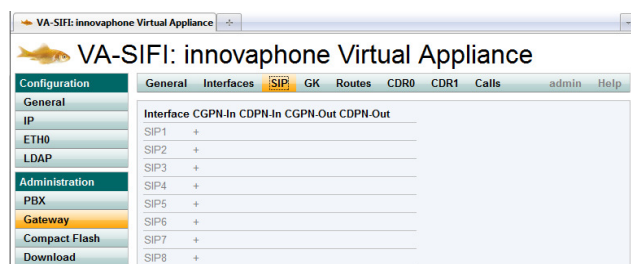 VA-SIFI: innovaphone Virtual Appliance
VA-SIFI: innovaphone Virtual Appliance
Configuration
General
IP
ETH0
LDAP
Administration
PBX
Gateway
Compact Flash
Download
General Interfaces SIP GK Routes CDR0 CDR1 Calls admin Help
Interface CGPN-In CDPN-In CGPN-Out CDPN-Out
SIP1 +
SIP2 +
SIP3 +
SIP4 +
SIP5 +
SIP6 +
SIP7 +
SIP8 +